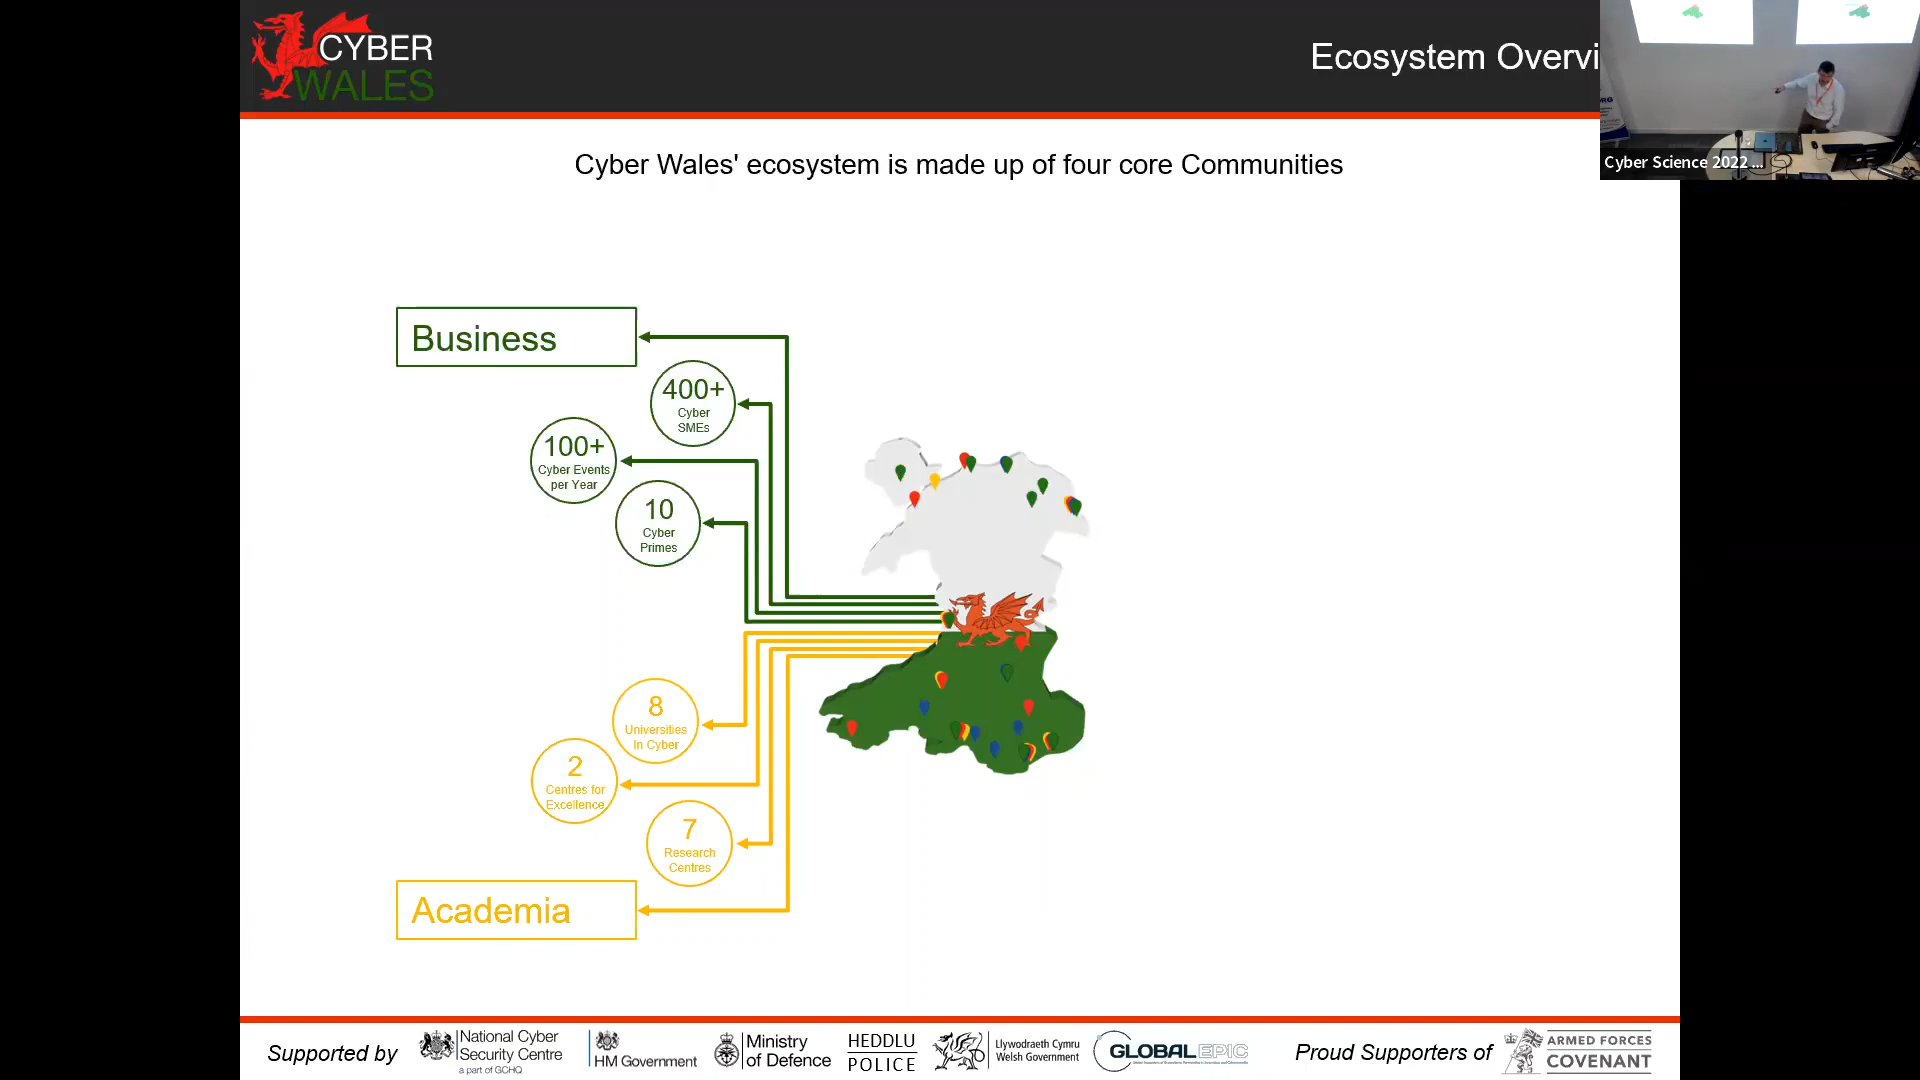 CYBER
WALES
Ecosystem Overvi
Cyber Science 2022 ...
Cyber Wales' ecosystem is made up of four core Communities
Business
400+
Cyber
SMEs
100+
Cyber Events
per Year
10
Cyber
Primes
8
Universities
In Cyber
2
Centres for
Excellence
7
Research
Centres
Academia
Supported by
National Cyber
Security Centre
a part of GCHQ
HM Government
Ministry
of Defence
HEDDLU
POLICE
Llywodraeth Cymru
Welsh Government
GLOBAL EPIC
Proud Supporters of
ARMED FORCES
COVENANT